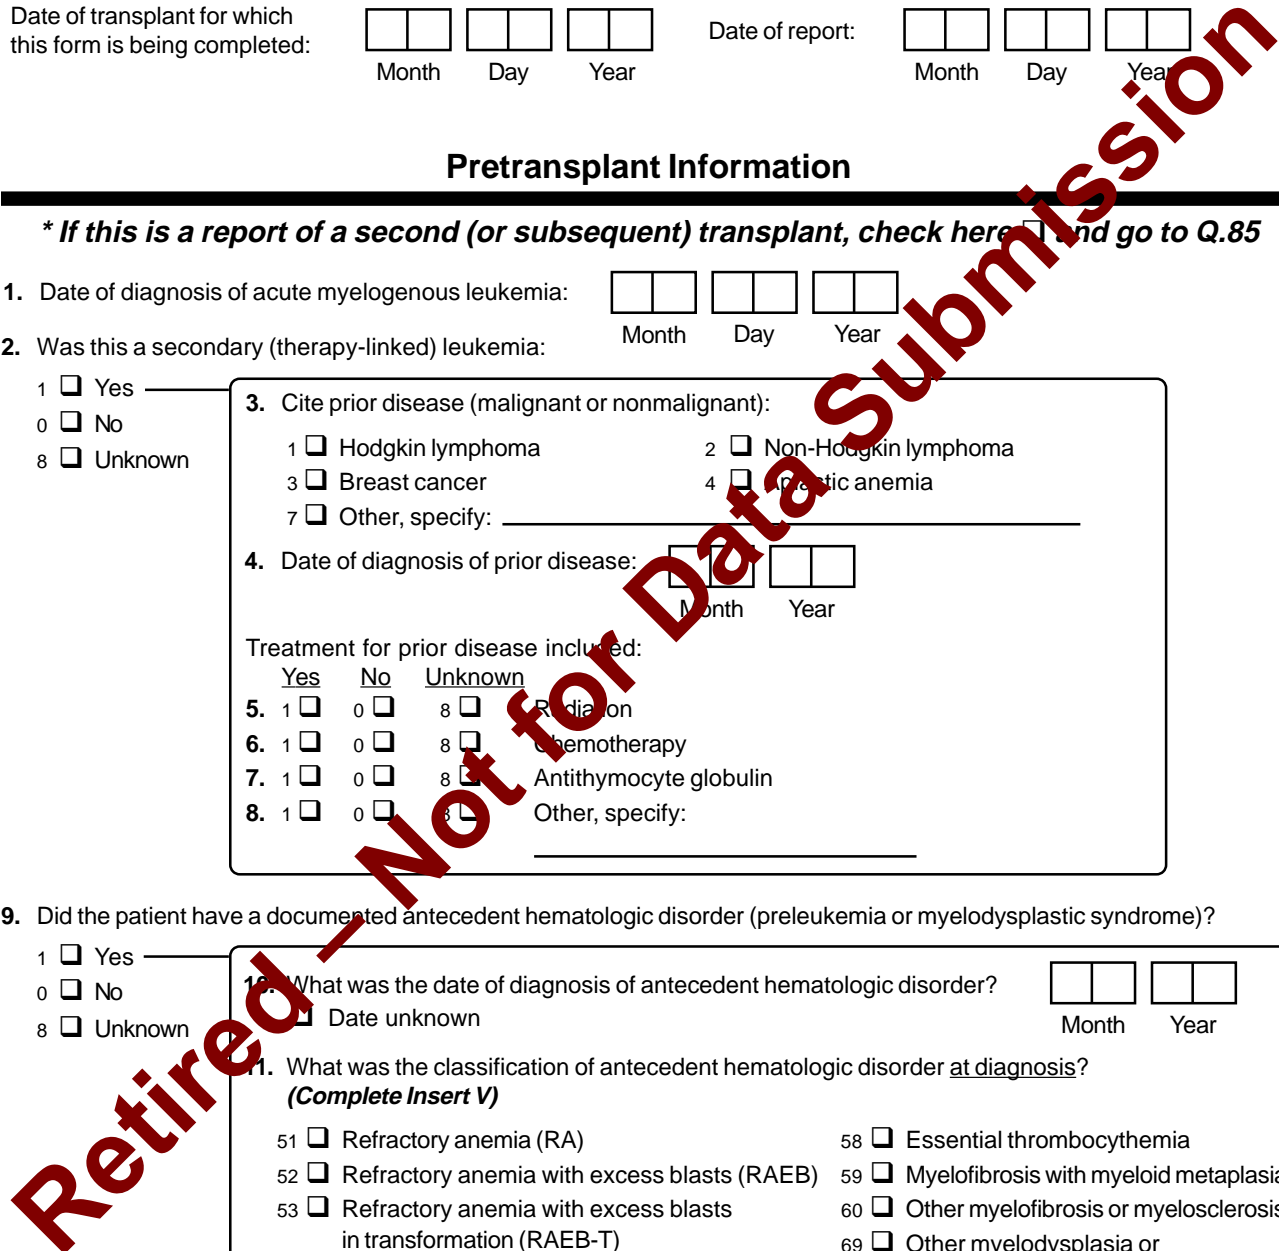 Date of transplant for which
this form is being completed:
Month Day Year
Date of report:
Month Day Year
Pretransplant Information
* If this is a report of a second (or subsequent) transplant, check here ❑ and go to Q.85
1. Date of diagnosis of acute myelogenous leukemia:
Month Day Year
2. Was this a secondary (therapy-linked) leukemia:
1 ❑ Yes
0 ❑ No
8 ❑ Unknown
3. Cite prior disease (malignant or nonmalignant):
1 ❑ Hodgkin lymphoma 2 ❑ Non-Hodgkin lymphoma
3 ❑ Breast cancer 4 ❑ Aplastic anemia
7 ❑ Other, specify:
4. Date of diagnosis of prior disease:
Month Year
Treatment for prior disease included:
Yes No Unknown
5. 1 ❑ 0 ❑ 8 ❑ Radiation
6. 1 ❑ 0 ❑ 8 ❑ Chemotherapy
7. 1 ❑ 0 ❑ 8 ❑ Antithymocyte globulin
8. 1 ❑ 0 ❑ 8 ❑ Other, specify:
9. Did the patient have a documented antecedent hematologic disorder (preleukemia or myelodysplastic syndrome)?
1 ❑ Yes
0 ❑ No
8 ❑ Unknown
10. What was the date of diagnosis of antecedent hematologic disorder?
❑ Date unknown
Month Year
11. What was the classification of antecedent hematologic disorder at diagnosis?
(Complete Insert V)
51 ❑ Refractory anemia (RA)
52 ❑ Refractory anemia with excess blasts (RAEB)
53 ❑ Refractory anemia with excess blasts
in transformation (RAEB-T)
58 ❑ Essential thrombocythemia
59 ❑ Myelofibrosis with myeloid metaplasia
60 ❑ Other myelofibrosis or myelosclerosis
69 ❑ Other myelodysplasia or
Retired – Not for Data Submission